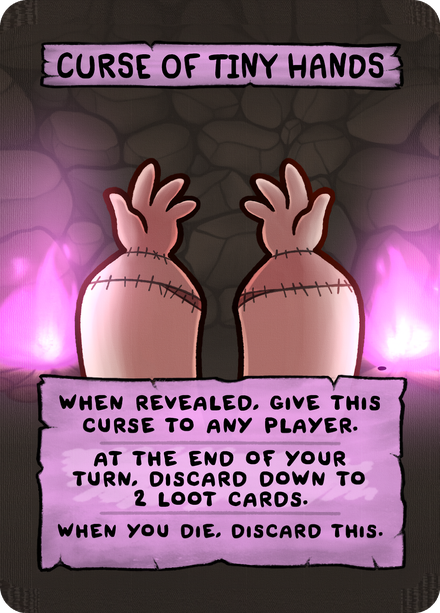 CURSE OF TINY HANDS
WHEN REVEALED, GIVE THIS
CURSE TO ANY PLAYER.
AT THE END OF YOUR
TURN, DISCARD DOWN TO
2 LOOT CARDS.
WHEN YOU DIE, DISCARD THIS.